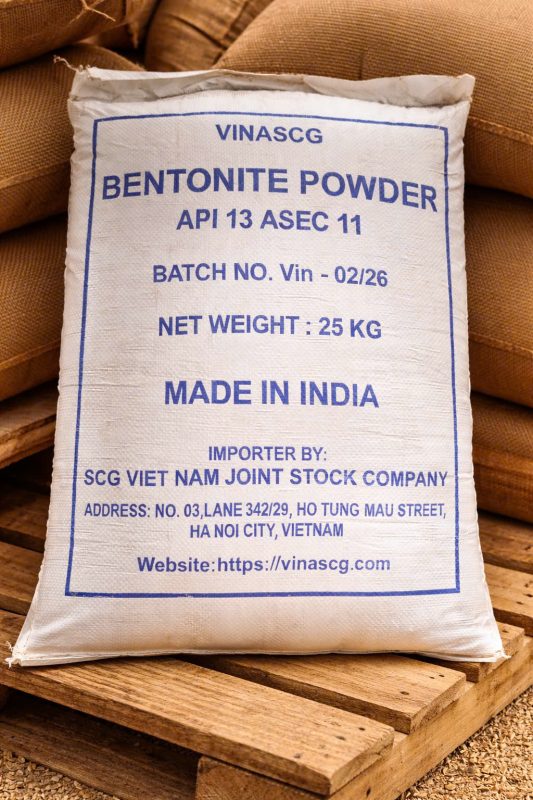 VINASCG
BENTONITE POWDER
API 13 ASEC 11
BATCH NO. Vin - 02/26
NET WEIGHT : 25 KG
MADE IN INDIA
IMPORTER BY:
SCG VIET NAM JOINT STOCK COMPANY
ADDRESS: NO. 03,LANE 342/29, HO TUNG MAU STREET,
HA NOI CITY, VIETNAM
Website:https://vinascg.com